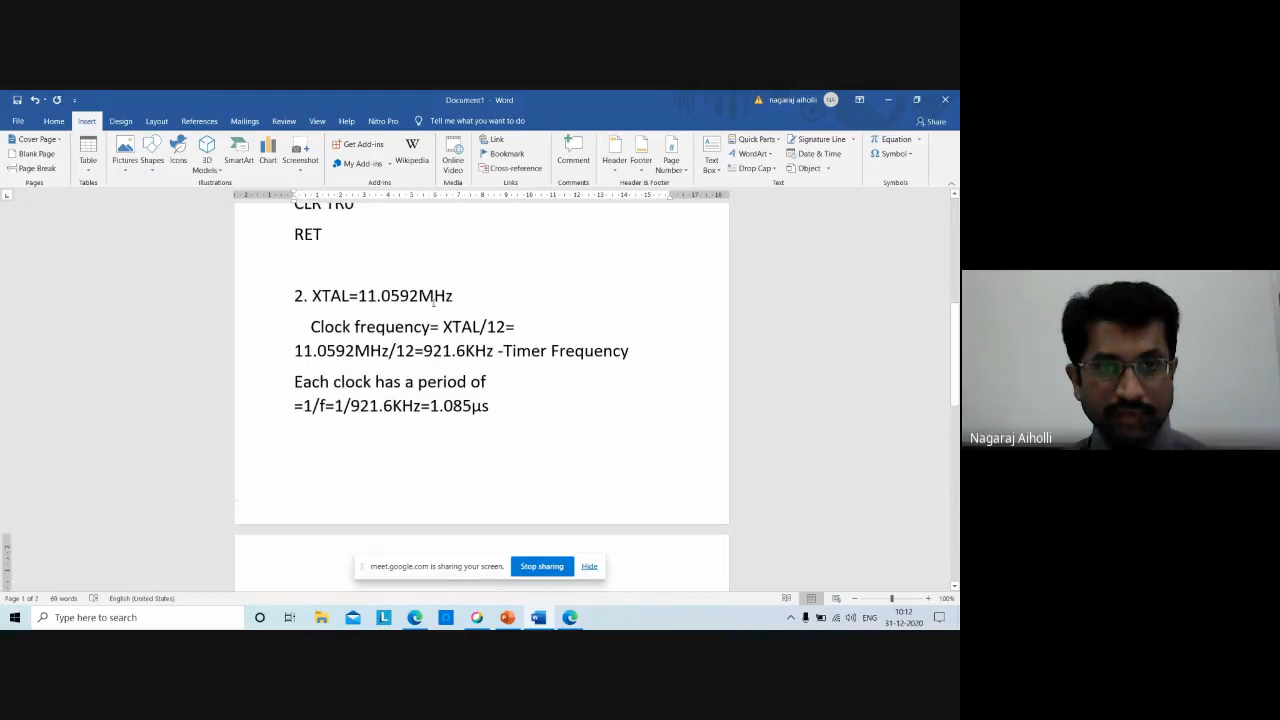 Document1 - Word
nagaraj aiholli
NA
File Home Insert Design Layout References Mailings Review View Help Nitro Pro Tell me what you want to do
Share
Cover Page
Blank Page
Page Break
Pages
Table
Tables
Pictures Shapes Icons 3D Models SmartArt Chart Screenshot
Illustrations
Get Add-ins
My Add-ins
Wikipedia
Add-ins
Online Video
Media
Link
Bookmark
Cross-reference
Links
Comment
Comments
Header Footer Page Number
Header & Footer
Text Box
Quick Parts
WordArt
Drop Cap
Signature Line
Date & Time
Object
Text
Equation
Symbol
Symbols
CLR TR0
RET
2. XTAL=11.0592MHz
Clock frequency= XTAL/12=
11.0592MHz/12=921.6KHz -Timer Frequency
Each clock has a period of
=1/f=1/921.6KHz=1.085µs
Nagaraj Aiholli
meet.google.com is sharing your screen. Stop sharing Hide
Page 1 of 2 69 words English (United States) 100%
Type here to search
ENG
10:12
31-12-2020